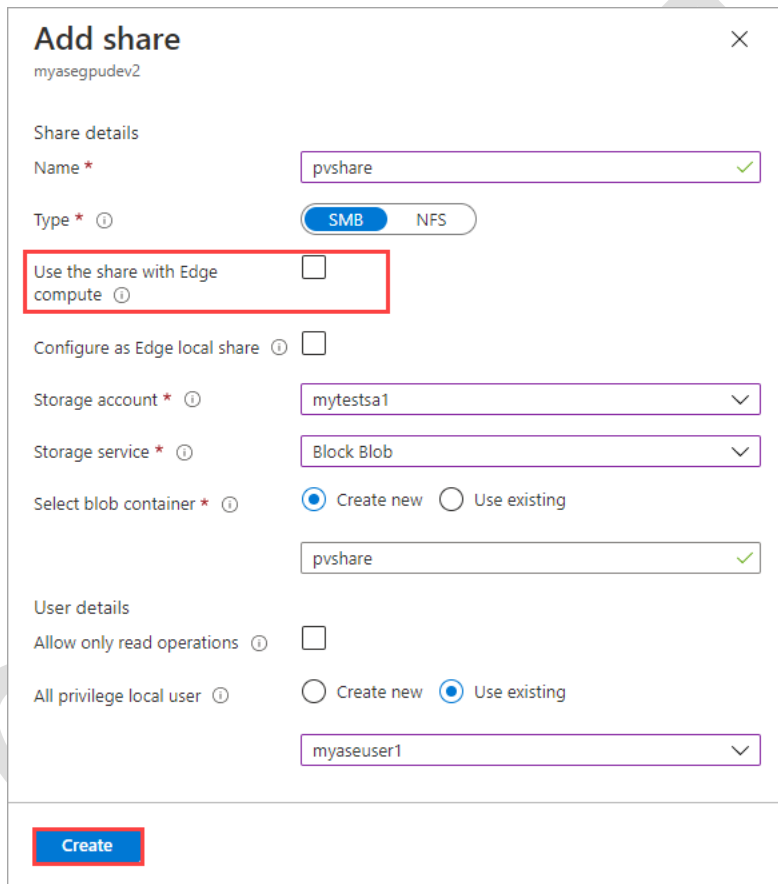 Add share
myasegpudev2
Share details
Name *
pvshare
Type *
SMB NFS
Use the share with Edge
compute
Configure as Edge local share
Storage account *
mytestsa1
Storage service *
Block Blob
Select blob container *
Create new Use existing
pvshare
User details
Allow only read operations
All privilege local user
Create new Use existing
myaseuser1
Create